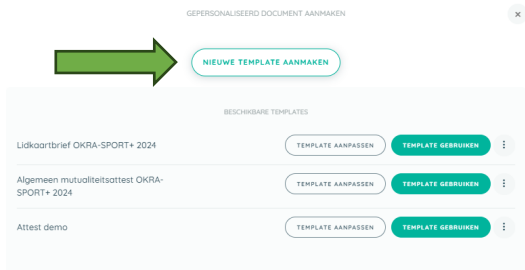 GEPERSONALISEERD DOCUMENT AANMAKEN
NIEUWE TEMPLATE AANMAKEN
BESCHIKBARE TEMPLATES
Lidkaartbrief OKRA-SPORT+ 2024
TEMPLATE AANPASSEN
TEMPLATE GEBRUIKEN
Algemeen mutualiteitsattest OKRA-
SPORT+ 2024
TEMPLATE AANPASSEN
TEMPLATE GEBRUIKEN
Attest demo
TEMPLATE AANPASSEN
TEMPLATE GEBRUIKEN